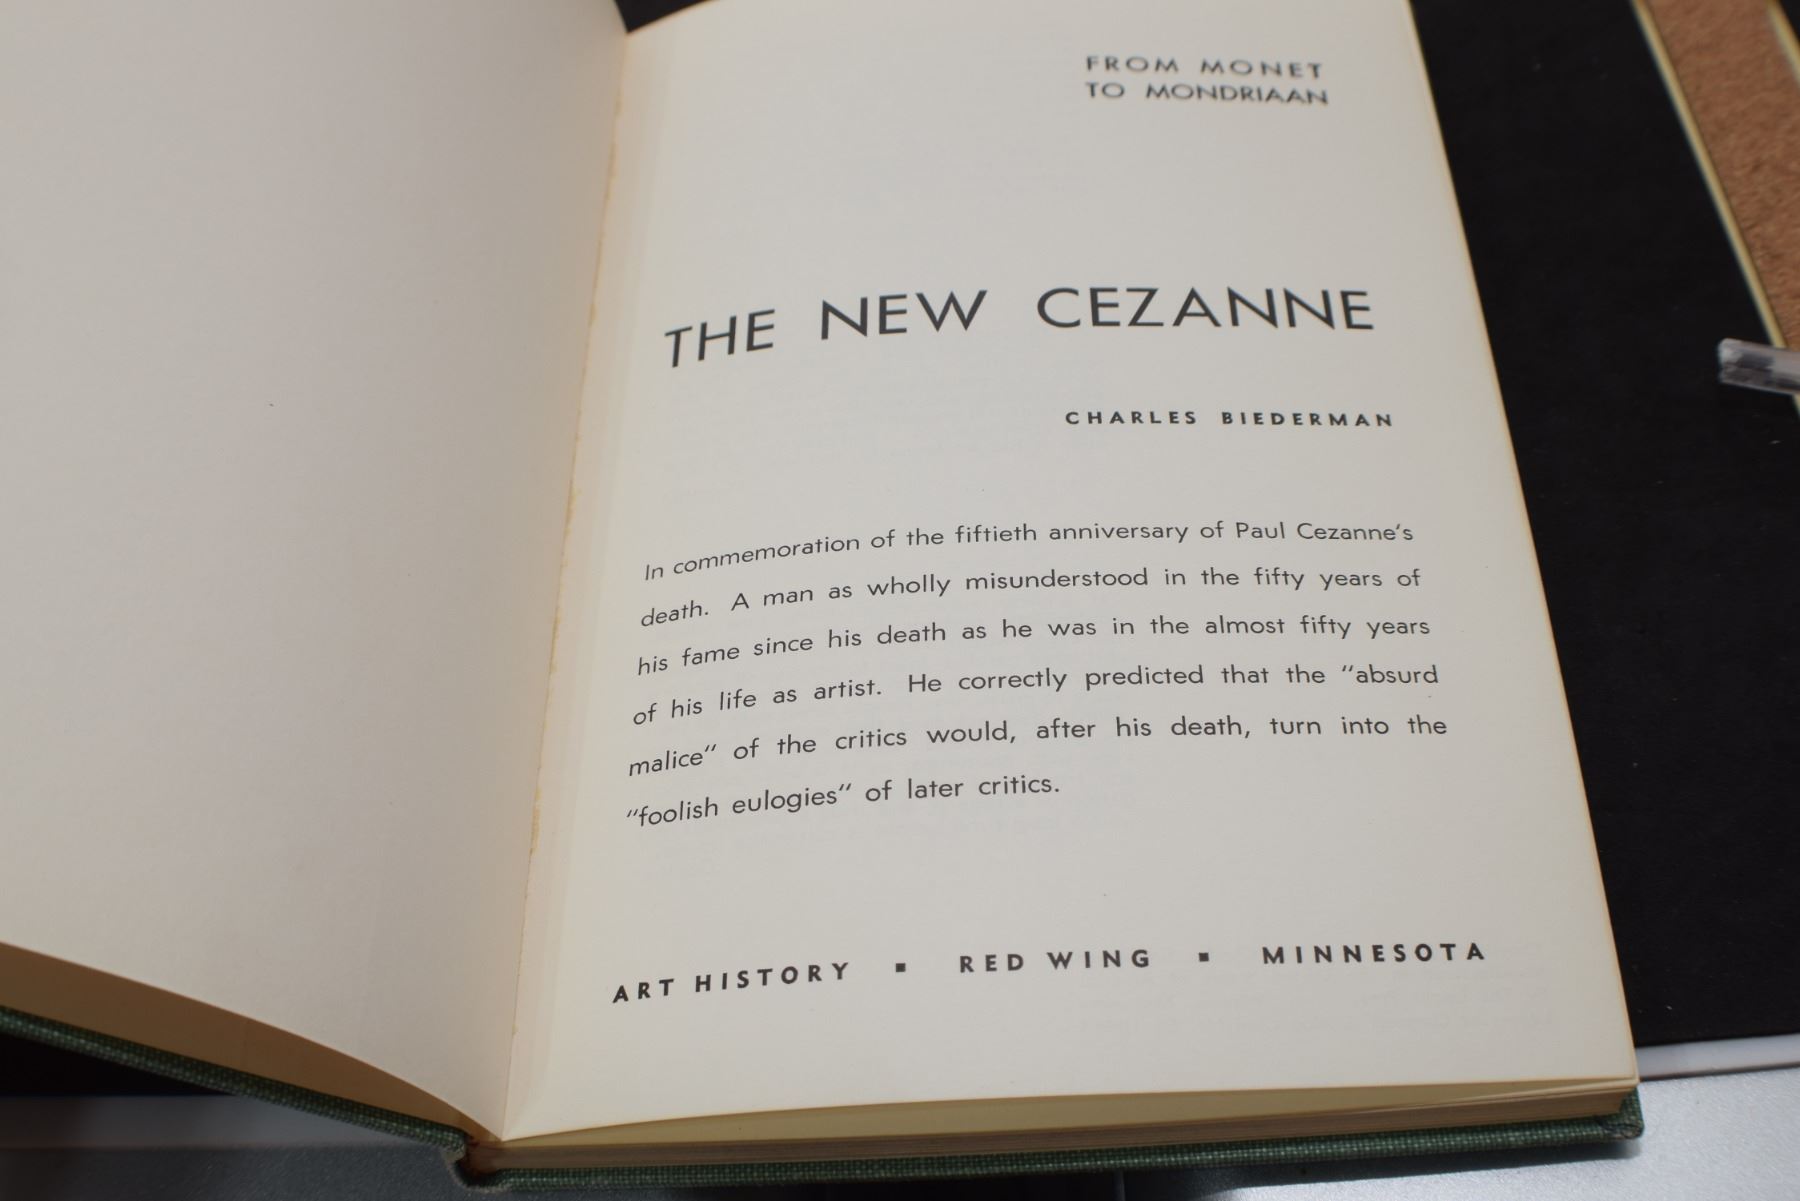 FROM MONET
TO MONDRIAAN
THE NEW CEZANNE
CHARLES BIEDERMAN
In commemoration of the fiftieth anniversary of Paul Cezanne's
death. A man as wholly misunderstood in the fifty years of
his fame since his death as he was in the almost fifty years
of his life as artist. He correctly predicted that the "absurd
malice" of the critics would, after his death, turn into the
"foolish eulogies" of later critics.
ART HISTORY ▪ RED WING ▪ MINNESOTA